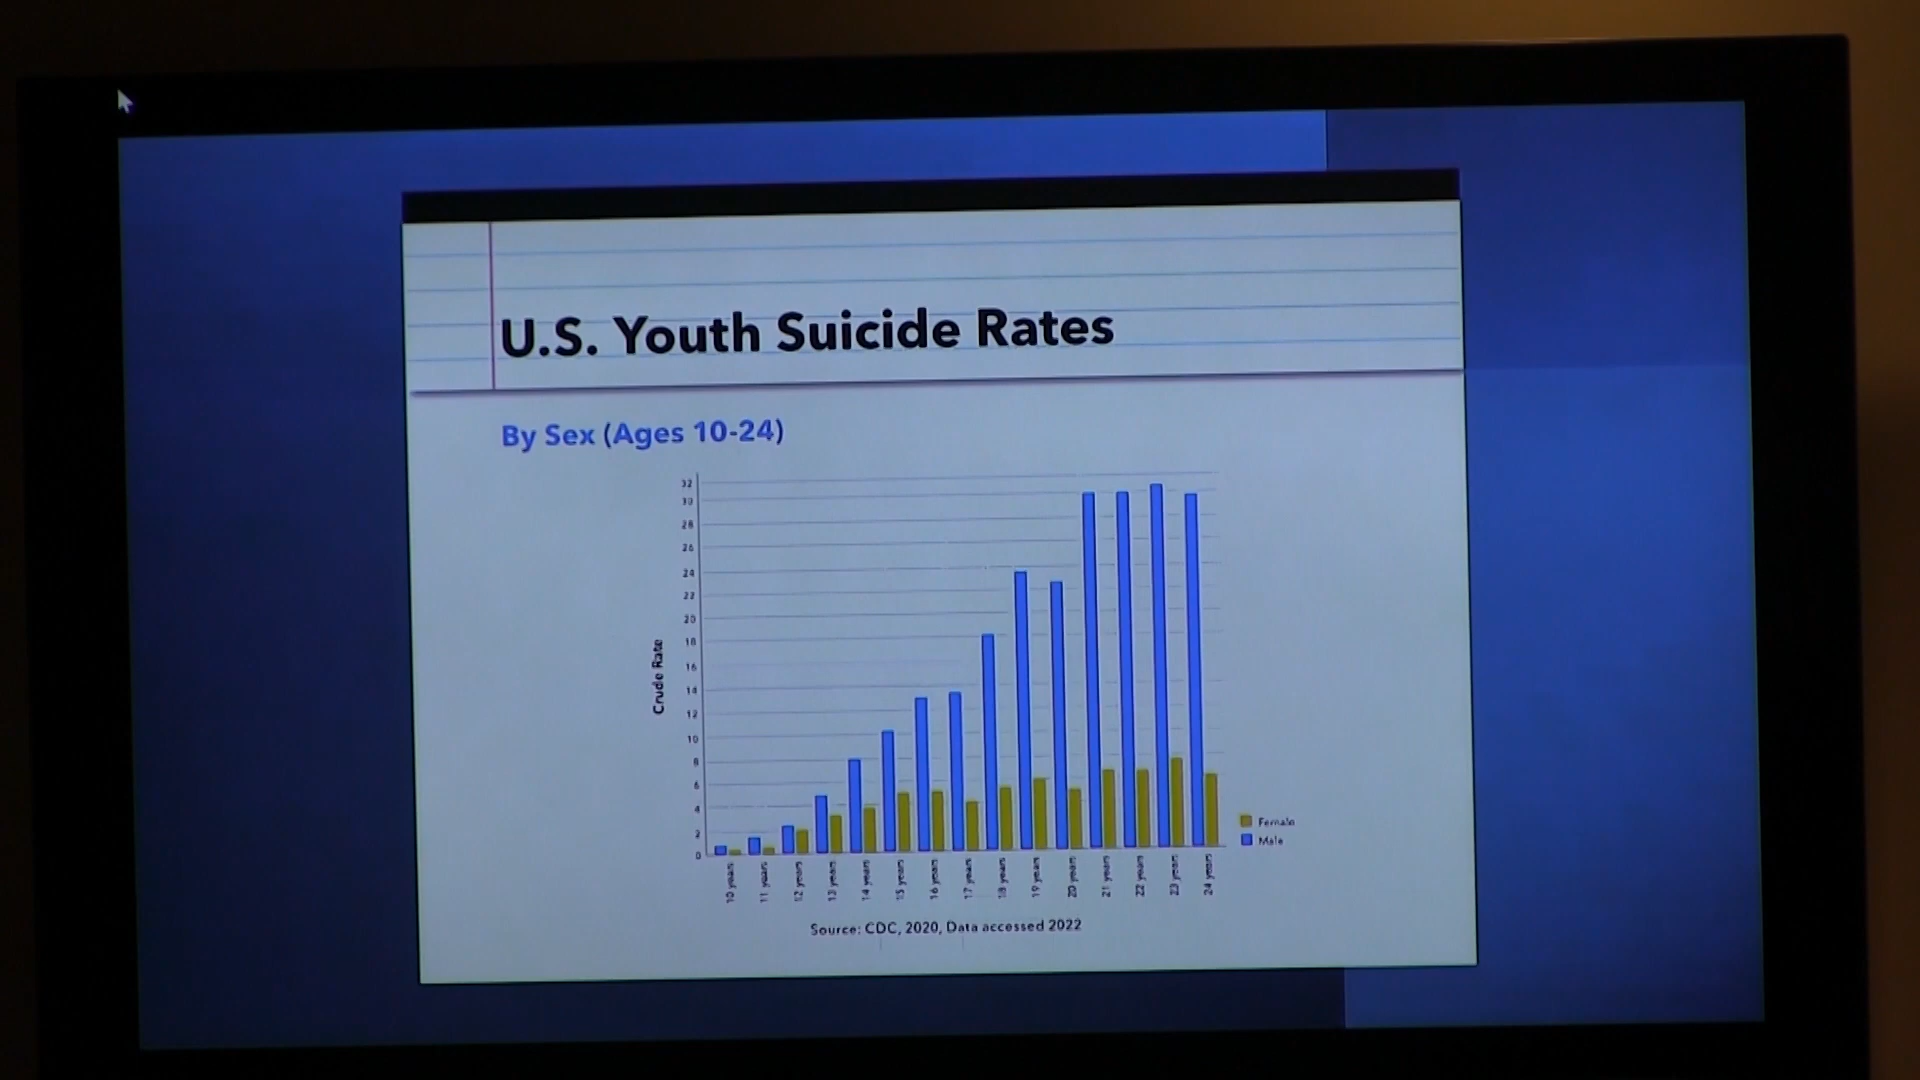 U.S. Youth Suicide Rates
By Sex (Ages 10-24)
32
30
28
26
24
22
20
18
16
14
12
10
8
6
4
2
0
Crude Rate
10 years
11 years
12 years
13 years
14 years
15 years
16 years
17 years
18 years
19 years
20 years
21 years
22 years
23 years
24 years
Female
Male
Source: CDC, 2020, Data accessed 2022